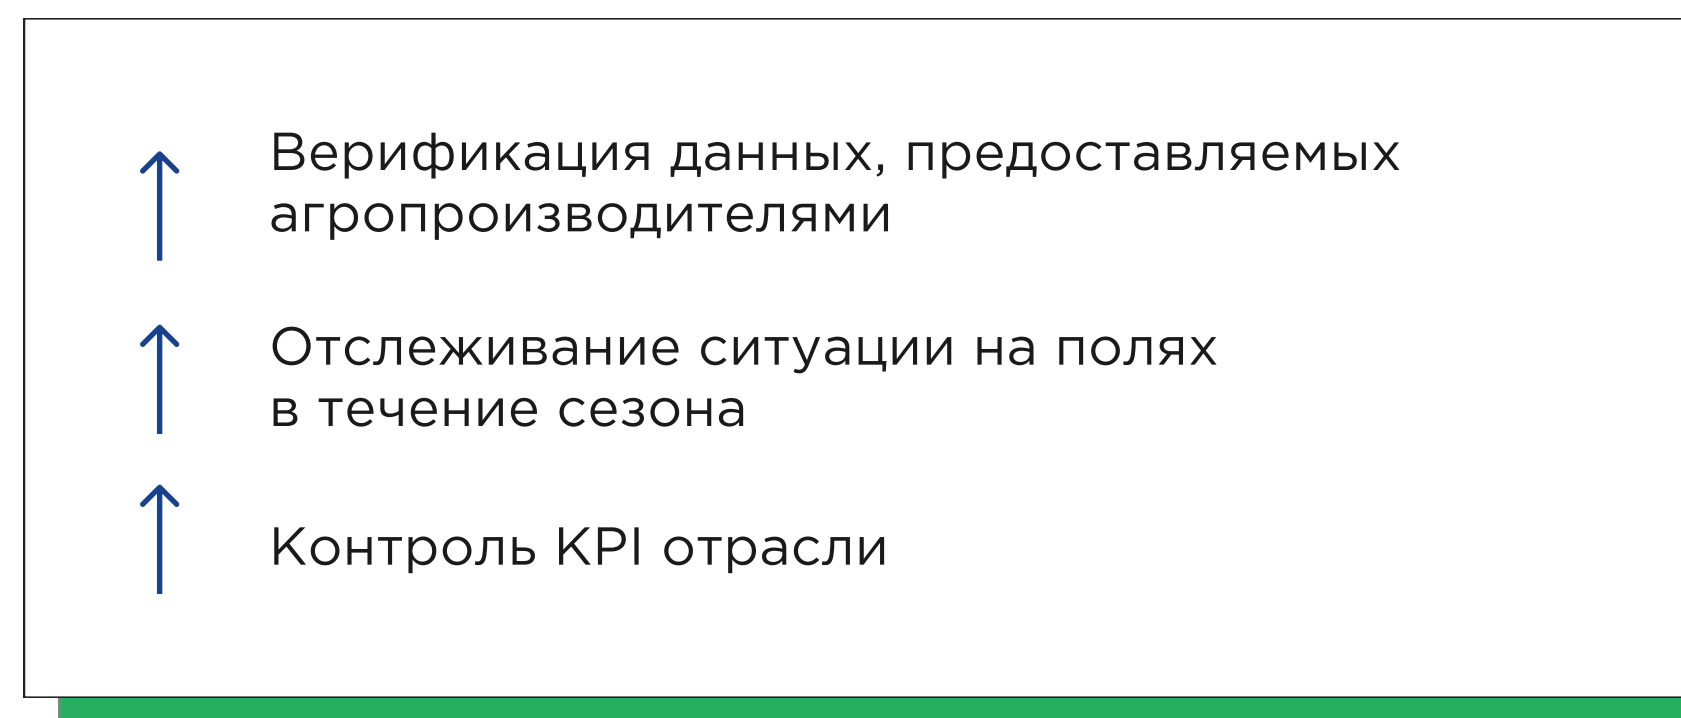 Верификация данных, предоставляемых
агропроизводителями
Отслеживание ситуации на полях
в течение сезона
Контроль KPI отрасли